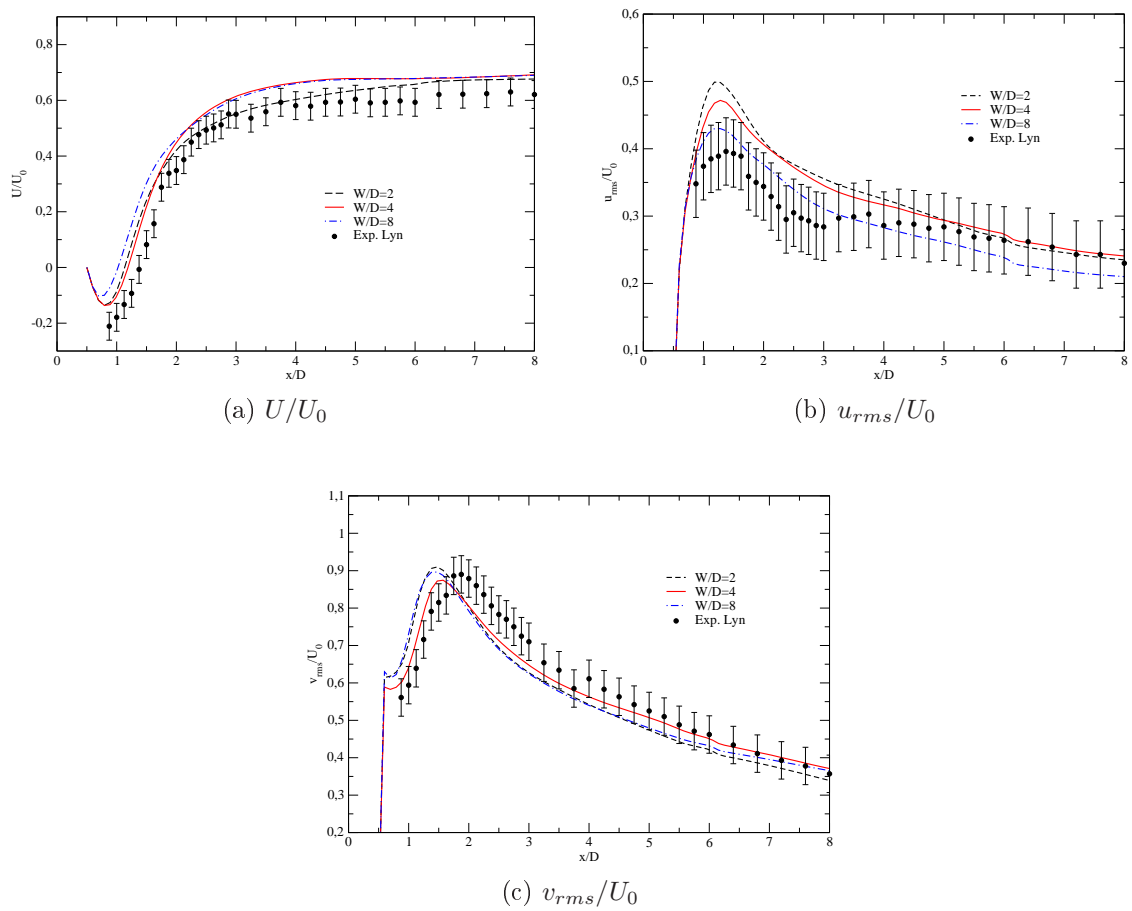 0,8
0,6
0,4
0,2
0
-0,2
U/U0
0 1 2 3 4 5 6 7 8
x/D
W/D=2
W/D=4
W/D=8
Exp. Lyn
(a) U/U0
0,6
0,5
0,4
0,3
0,2
0,1
urms/U0
0 1 2 3 4 5 6 7 8
x/D
W/D=2
W/D=4
W/D=8
Exp. Lyn
(b) urms/U0
1,1
1
0,9
0,8
0,7
0,6
0,5
0,4
0,3
0,2
vrms/U0
0 1 2 3 4 5 6 7 8
x/D
W/D=2
W/D=4
W/D=8
Exp. Lyn
(c) vrms/U0